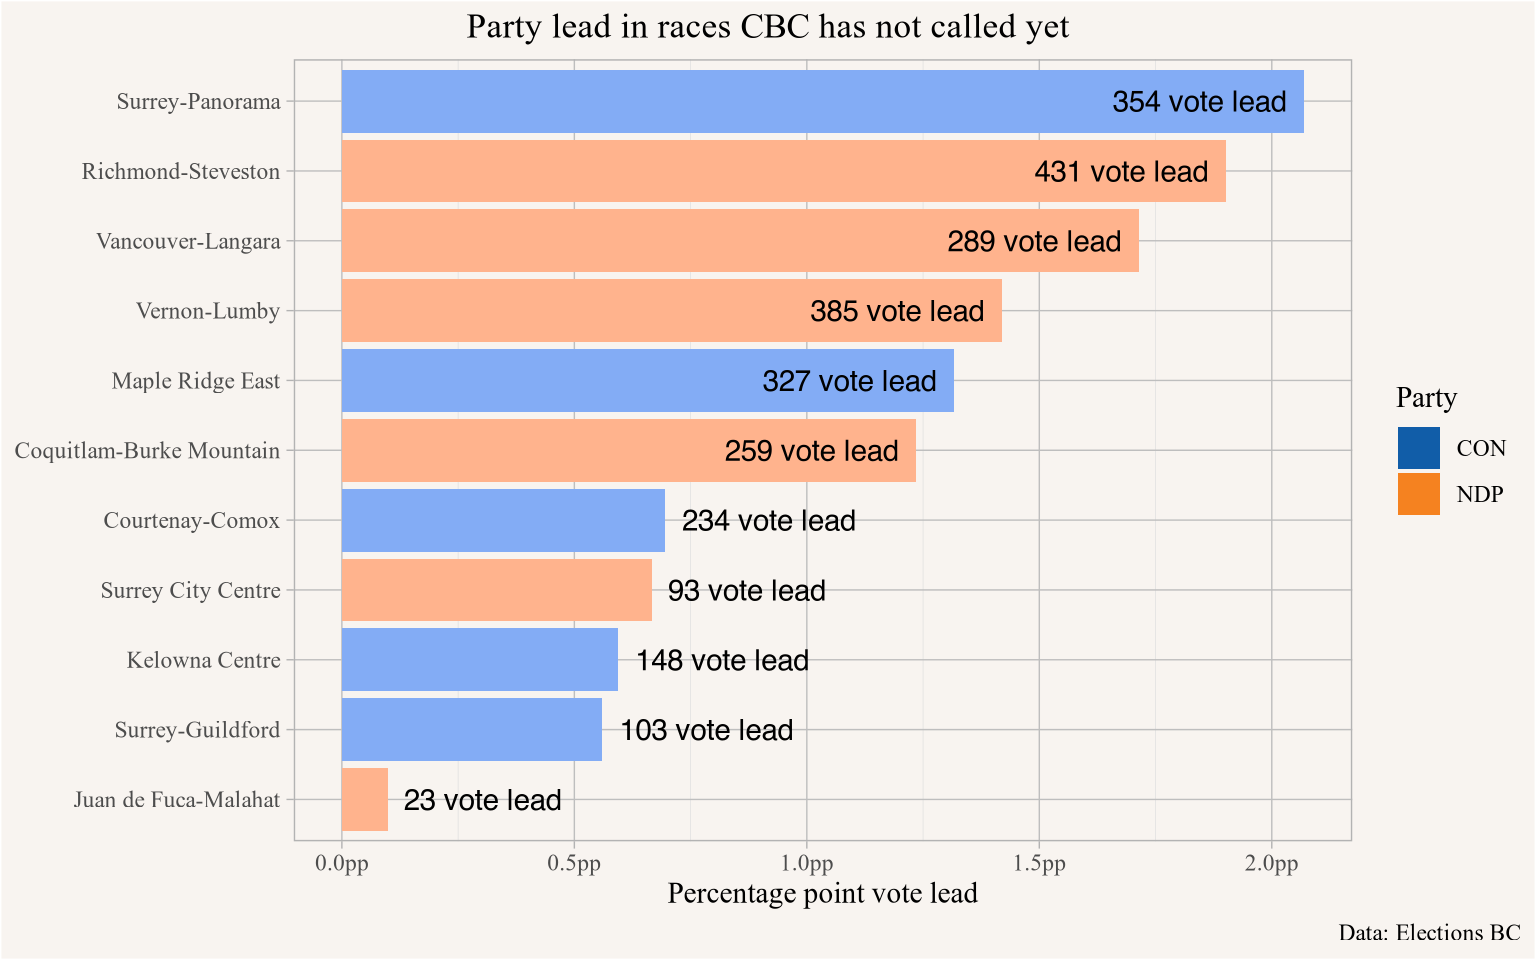 Party lead in races CBC has not called yet
Surrey-Panorama 354 vote lead
Richmond-Steveston 431 vote lead
Vancouver-Langara 289 vote lead
Vernon-Lumby 385 vote lead
Maple Ridge East 327 vote lead
Coquitlam-Burke Mountain 259 vote lead
Courtenay-Comox 234 vote lead
Surrey City Centre 93 vote lead
Kelowna Centre 148 vote lead
Surrey-Guildford 103 vote lead
Juan de Fuca-Malahat 23 vote lead
0.0pp 0.5pp 1.0pp 1.5pp 2.0pp
Percentage point vote lead
Party
CON
NDP
Data: Elections BC